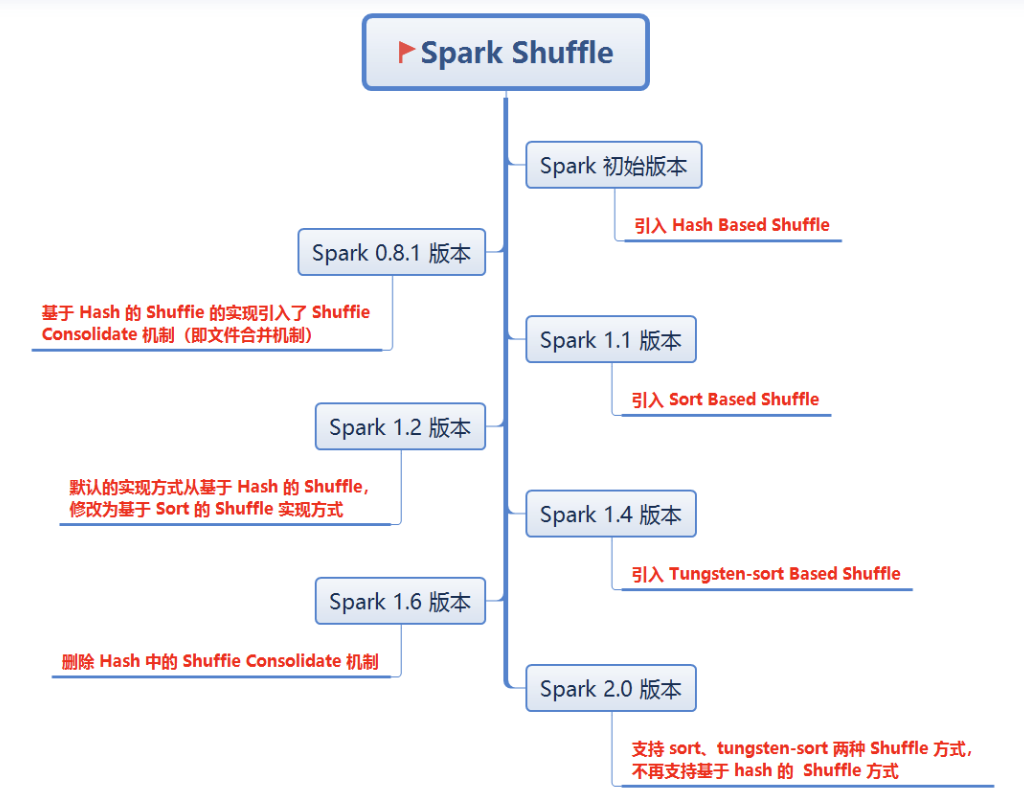 Spark Shuffle
Spark 初始版本
引入 Hash Based Shuffle
Spark 0.8.1 版本
基于 Hash 的 Shuffie 的实现引入了 Shuffie
Consolidate 机制（即文件合并机制）
Spark 1.1 版本
引入 Sort Based Shuffle
Spark 1.2 版本
默认的实现方式从基于 Hash 的 Shuffle，
修改为基于 Sort 的 Shuffle 实现方式
Spark 1.4 版本
引入 Tungsten-sort Based Shuffle
Spark 1.6 版本
删除 Hash 中的 Shuffie Consolidate 机制
Spark 2.0 版本
支持 sort、tungsten-sort 两种 Shuffle 方式，
不再支持基于 hash 的 Shuffle 方式